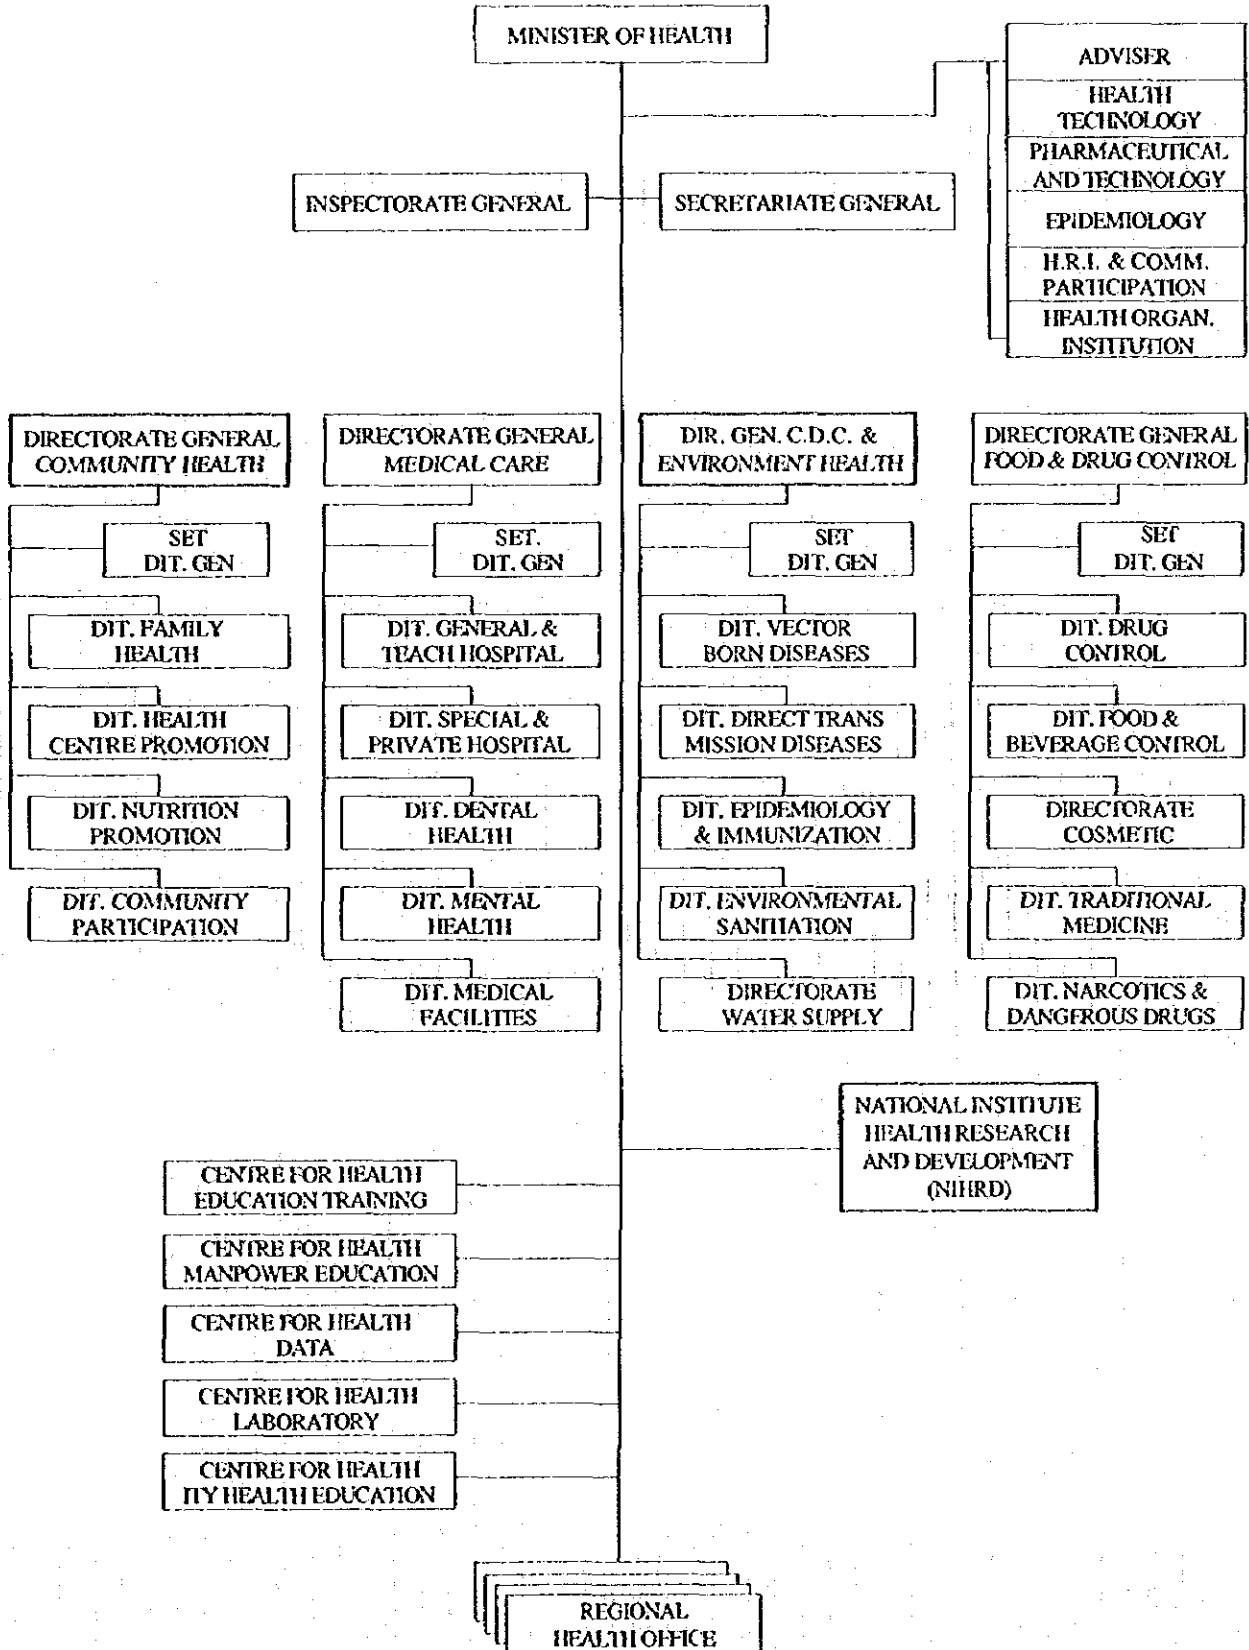 MINISTER OF HEALTH
ADVISER
HEALTH
TECHNOLOGY
PHARMACEUTICAL
AND TECHNOLOGY
EPIDEMIOLOGY
H.R.I. & COMM.
PARTICIPATION
HEALTH ORGAN.
INSTITUTION
INSPECTORATE GENERAL
SECRETARIATE GENERAL
DIRECTORATE GENERAL
COMMUNITY HEALTH
SET
DIT. GEN
DIT. FAMILY
HEALTH
DIT. HEALTH
CENTRE PROMOTION
DIT. NUTRITION
PROMOTION
DIT. COMMUNITY
PARTICIPATION
DIRECTORATE GENERAL
MEDICAL CARE
SET.
DIT. GEN
DIT. GENERAL &
TEACH HOSPITAL
DIT. SPECIAL &
PRIVATE HOSPITAL
DIT. DENTAL
HEALTH
DIT. MENTAL
HEALTH
DIT. MEDICAL
FACILITIES
DIR. GEN. C.D.C. &
ENVIRONMENT HEALTH
SET
DIT. GEN
DIT. VECTOR
BORN DISEASES
DIT. DIRECT TRANS
MISSION DISEASES
DIT. EPIDEMIOLOGY
& IMMUNIZATION
DIT. ENVIRONMENTAL
SANITIATION
DIRECTORATE
WATER SUPPLY
DIRECTORATE GENERAL
FOOD & DRUG CONTROL
SET
DIT. GEN
DIT. DRUG
CONTROL
DIT. FOOD &
BEVERAGE CONTROL
DIRECTORATE
COSMETIC
DIT. TRADITIONAL
MEDICINE
DIT. NARCOTICS &
DANGEROUS DRUGS
NATIONAL INSTITUTE
HEALTH RESEARCH
AND DEVELOPMENT
(NIHRD)
CENTRE FOR HEALTH
EDUCATION TRAINING
CENTRE FOR HEALTH
MANPOWER EDUCATION
CENTRE FOR HEALTH
DATA
CENTRE FOR HEALTH
LABORATORY
CENTRE FOR HEALTH
ITY HEALTH EDUCATION
REGIONAL
HEALTH OFFICE